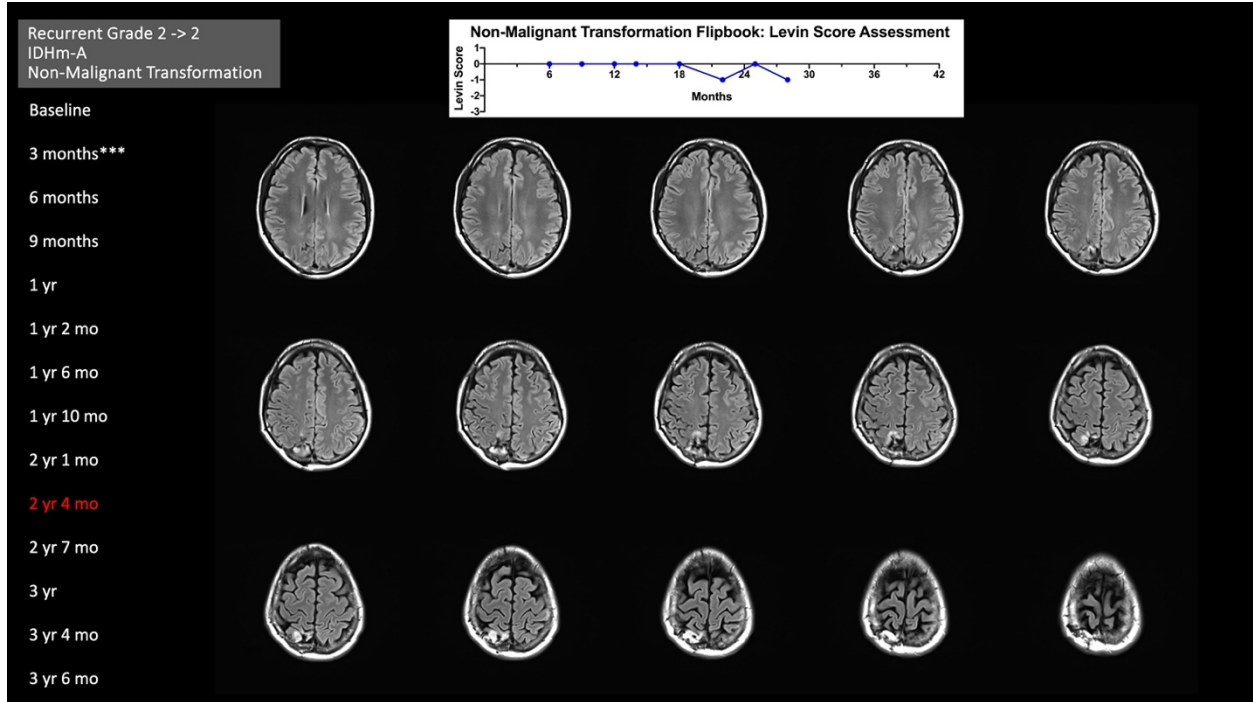 Recurrent Grade 2 -> 2
IDHm-A
Non-Malignant Transformation
Non-Malignant Transformation Flipbook: Levin Score Assessment
Levin Score
1
0
-1
-2
-3
6
12
18
24
30
36
42
Months
Baseline
3 months***
6 months
9 months
1 yr
1 yr 2 mo
1 yr 6 mo
1 yr 10 mo
2 yr 1 mo
2 yr 4 mo
2 yr 7 mo
3 yr
3 yr 4 mo
3 yr 6 mo